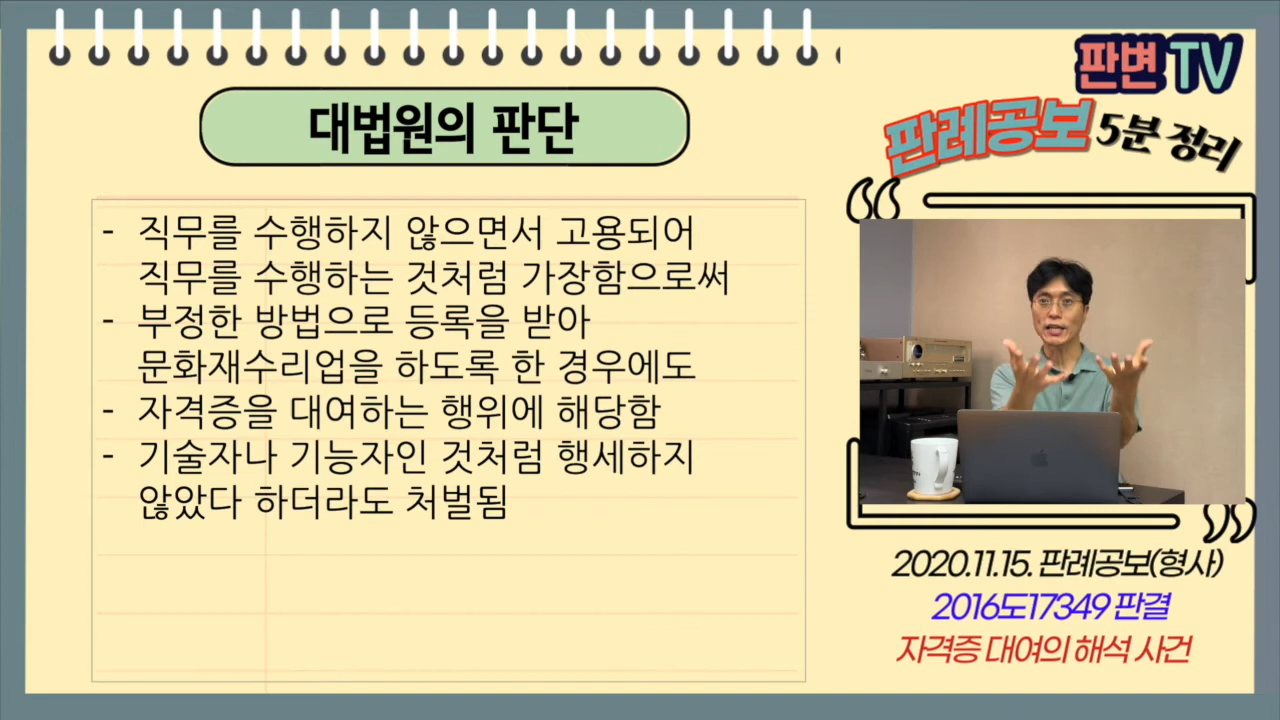 대법원의 판단
- 직무를 수행하지 않으면서 고용되어
직무를 수행하는 것처럼 가장함으로써
- 부정한 방법으로 등록을 받아
문화재수리업을 하도록 한 경우에도
- 자격증을 대여하는 행위에 해당함
- 기술자나 기능자인 것처럼 행세하지
않았다 하더라도 처벌됨
판변 TV
판례공보 5분 정리
2020.11.15. 판례공보(형사)
2016도17349 판결
자격증 대여의 해석 사건